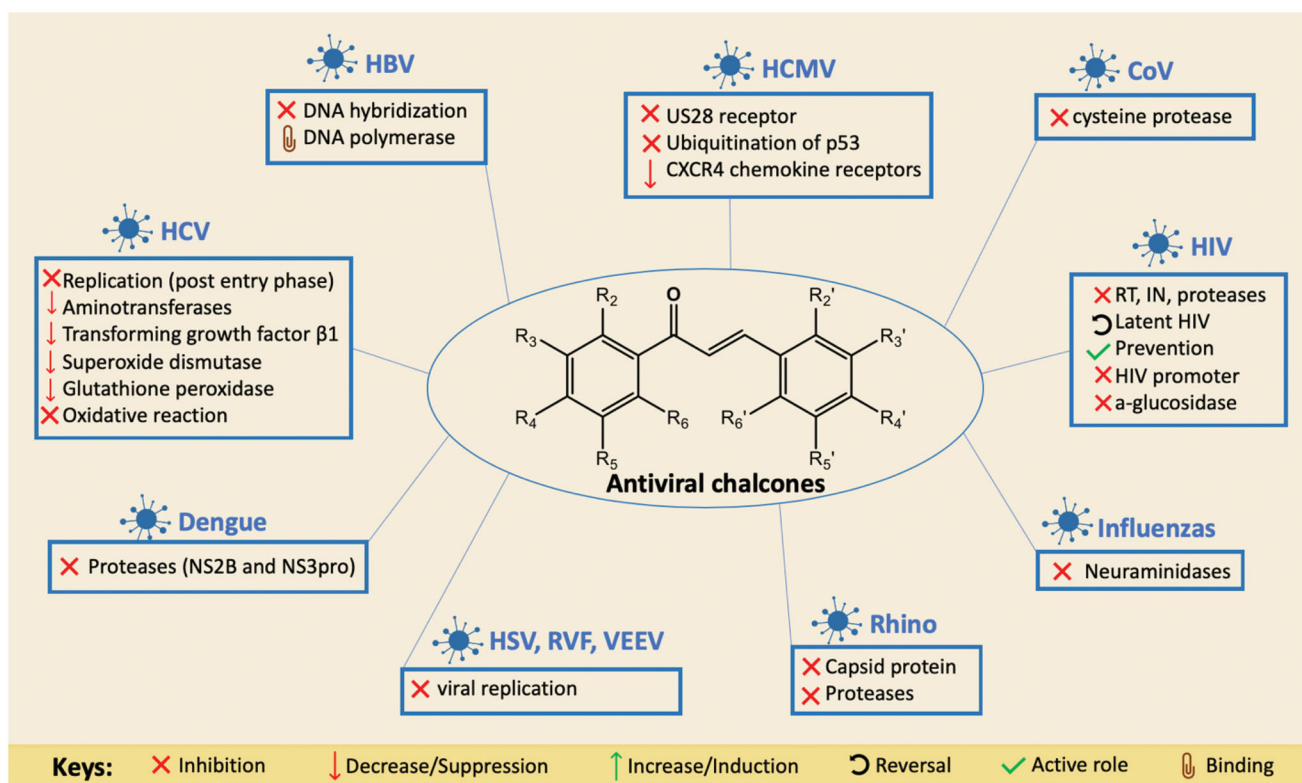 HBV
DNA hybridization
DNA polymerase
HCMV
US28 receptor
Ubiquitination of p53
CXCR4 chemokine receptors
CoV
cysteine protease
HCV
Replication (post entry phase)
Aminotransferases
Transforming growth factor β1
Superoxide dismutase
Glutathione peroxidase
Oxidative reaction
HIV
RT, IN, proteases
Latent HIV
Prevention
HIV promoter
a-glucosidase
R2 O R2'
R3 R3'
R4 R6 R6' R4'
R5 R5'
Antiviral chalcones
Dengue
Proteases (NS2B and NS3pro)
Influenzas
Neuraminidases
HSV, RVF, VEEV
viral replication
Rhino
Capsid protein
Proteases
Keys: Inhibition Decrease/Suppression Increase/Induction Reversal Active role Binding